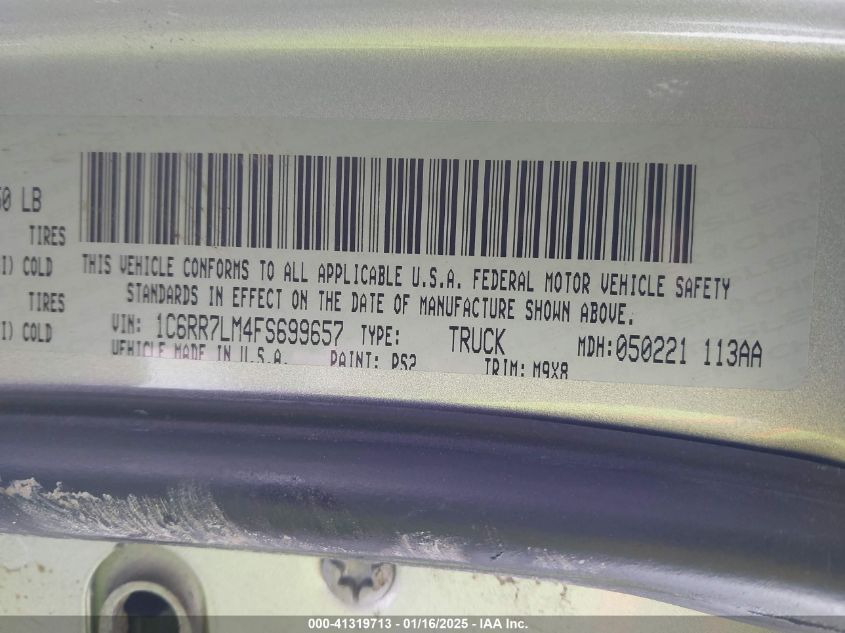 50 LB
TIRES
I) COLD
TIRES
I) COLD
THIS VEHICLE CONFORMS TO ALL APPLICABLE U.S.A. FEDERAL MOTOR VEHICLE SAFETY
STANDARDS IN EFFECT ON THE DATE OF MANUFACTURE SHOWN ABOVE.
VIN: 1C6RR7LM4FS699657 TYPE: TRUCK MDH:050221 113AA
VEHICLE MADE IN U.S.A. PAINT: PS2 TRIM: M9X8
000-41319713 - 01/16/2025 - IAA Inc.